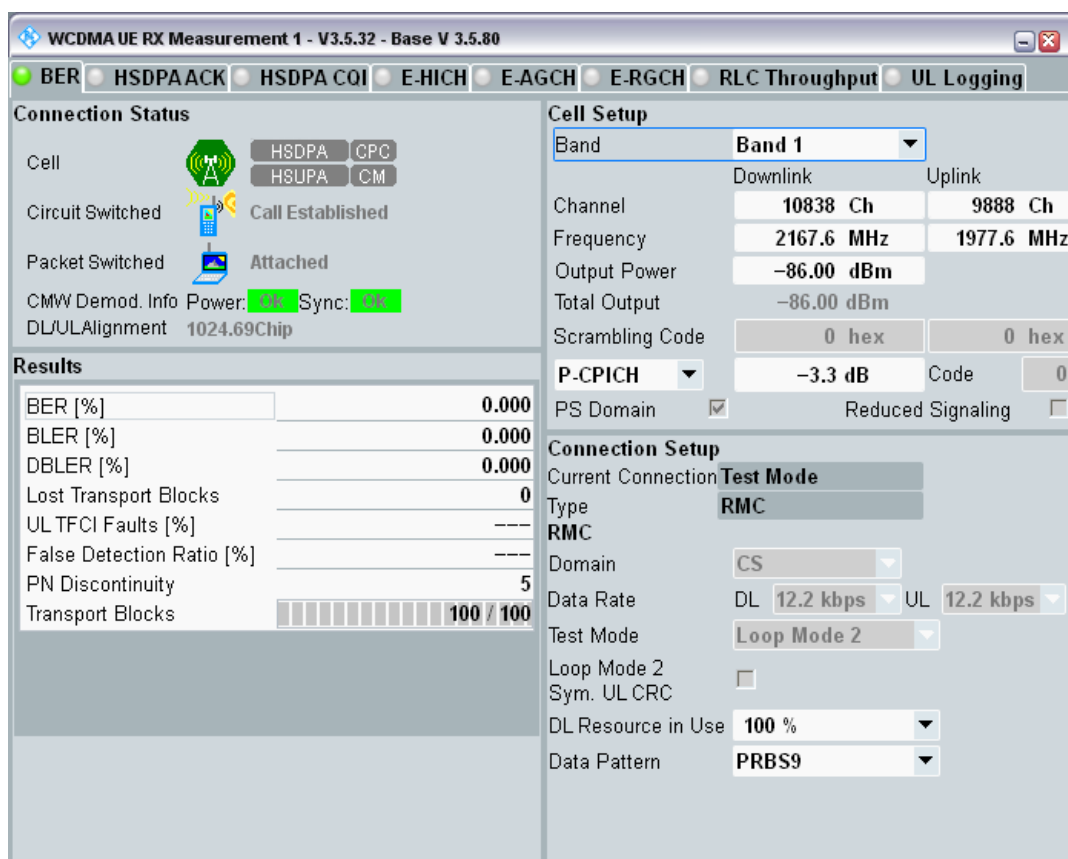 WCDMA UE RX Measurement 1 - V3.5.32 - Base V 3.5.80
BER HSDPA ACK HSDPA CQI E-HICH E-AGCH E-RGCH RLC Throughput UL Logging
Connection Status
Cell HSDPA CPC
HSUPA CM
Circuit Switched Call Established
Packet Switched Attached
CMW Demod. Info Power: Ok Sync: Ok
DL/ULAlignment 1024.69Chip
Results
BER [%] 0.000
BLER [%] 0.000
DBLER [%] 0.000
Lost Transport Blocks 0
UL TFCI Faults [%] ---
False Detection Ratio [%] ---
PN Discontinuity 5
Transport Blocks 100 / 100
Cell Setup
Band Band 1
Downlink Uplink
Channel 10838 Ch 9888 Ch
Frequency 2167.6 MHz 1977.6 MHz
Output Power −86.00 dBm
Total Output −86.00 dBm
Scrambling Code 0 hex 0 hex
P-CPICH −3.3 dB Code 0
PS Domain Reduced Signaling
Connection Setup
Current Connection Test Mode
Type RMC
RMC
Domain CS
Data Rate DL 12.2 kbps UL 12.2 kbps
Test Mode Loop Mode 2
Loop Mode 2
Sym. UL CRC
DL Resource in Use 100 %
Data Pattern PRBS9